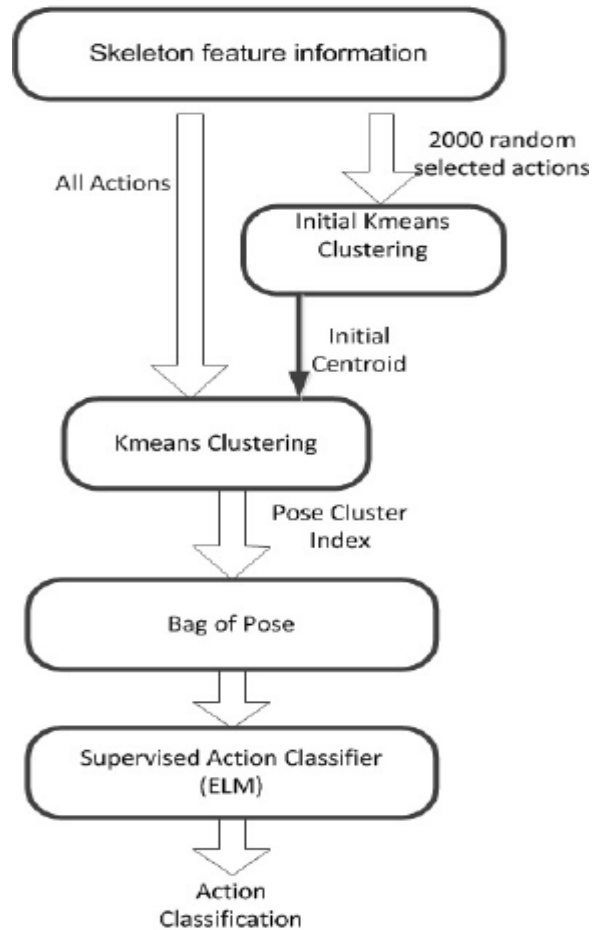 Skeleton feature information
2000 random
selected actions
All Actions
Initial Kmeans
Clustering
Initial
Centroid
Kmeans Clustering
Pose Cluster
Index
Bag of Pose
Supervised Action Classifier
(ELM)
Action
Classification